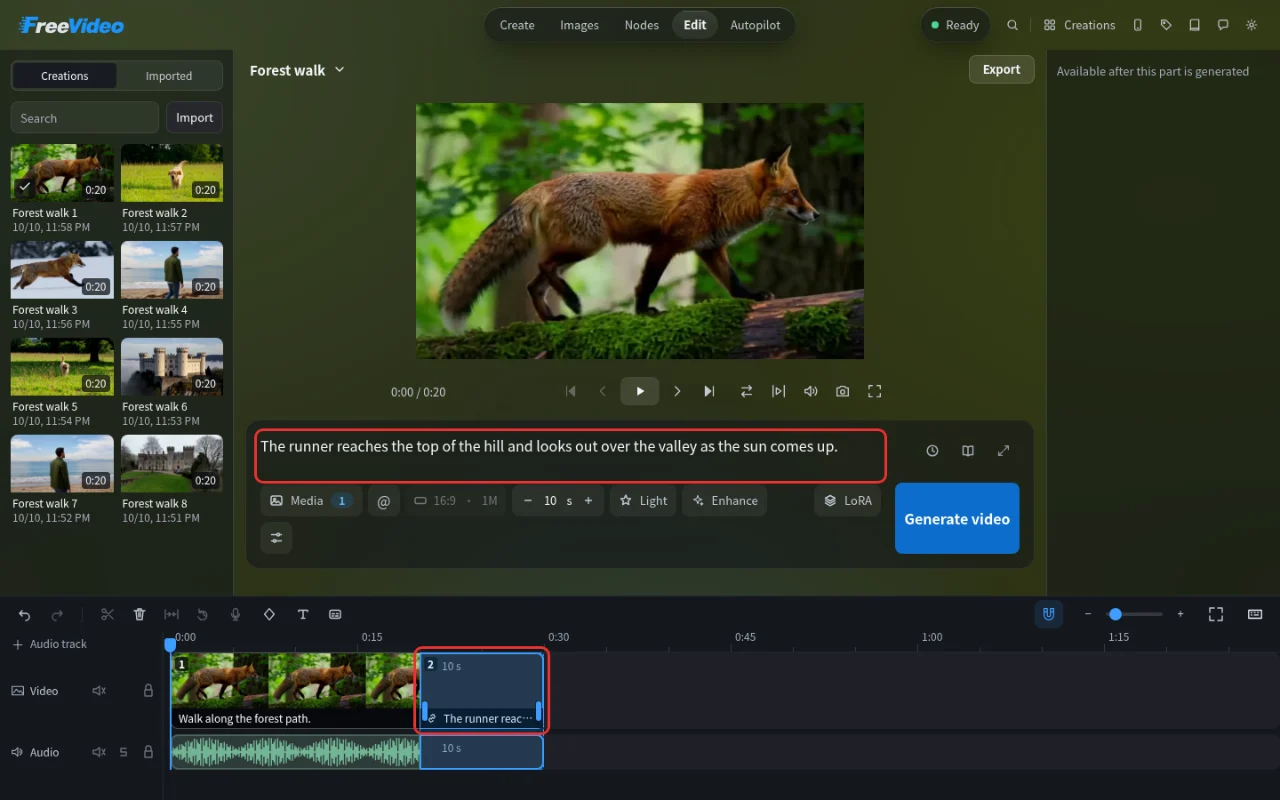 FreeVideo
Create Images Nodes Edit Autopilot
Ready
Creations
Creations Imported
Search Import
0:20 0:20
Forest walk 1 Forest walk 2
10/10, 11:58 PM 10/10, 11:57 PM
0:20 0:20
Forest walk 3 Forest walk 4
10/10, 11:56 PM 10/10, 11:55 PM
0:20 0:20
Forest walk 5 Forest walk 6
10/10, 11:54 PM 10/10, 11:53 PM
0:20 0:20
Forest walk 7 Forest walk 8
10/10, 11:52 PM 10/10, 11:51 PM
Forest walk Export
0:00 / 0:20
The runner reaches the top of the hill and looks out over the valley as the sun comes up.
Media 1 @ 16:9 • 1M − 10 s + Light Enhance LoRA
Generate video
Available after this part is generated
T − +
+ Audio track 0:00 0:15 0:30 0:45 1:00 1:15
Video
1 2 10 s
Walk along the forest path. The runner reac···
Audio S 10 s